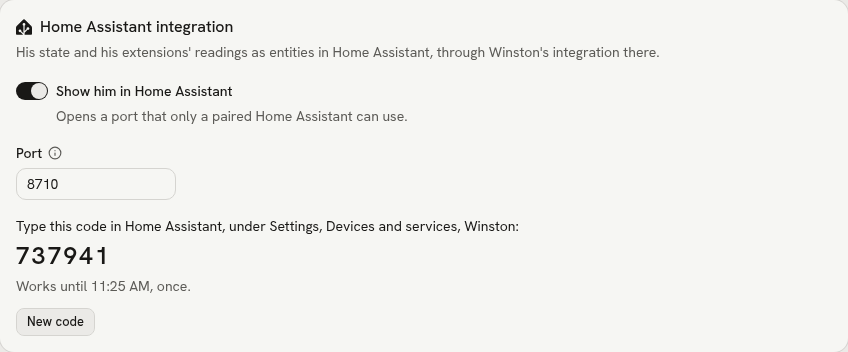 Home Assistant integration
His state and his extensions' readings as entities in Home Assistant, through Winston's integration there.
Show him in Home Assistant
Opens a port that only a paired Home Assistant can use.
Port
8710
Type this code in Home Assistant, under Settings, Devices and services, Winston:
737941
Works until 11:25 AM, once.
New code